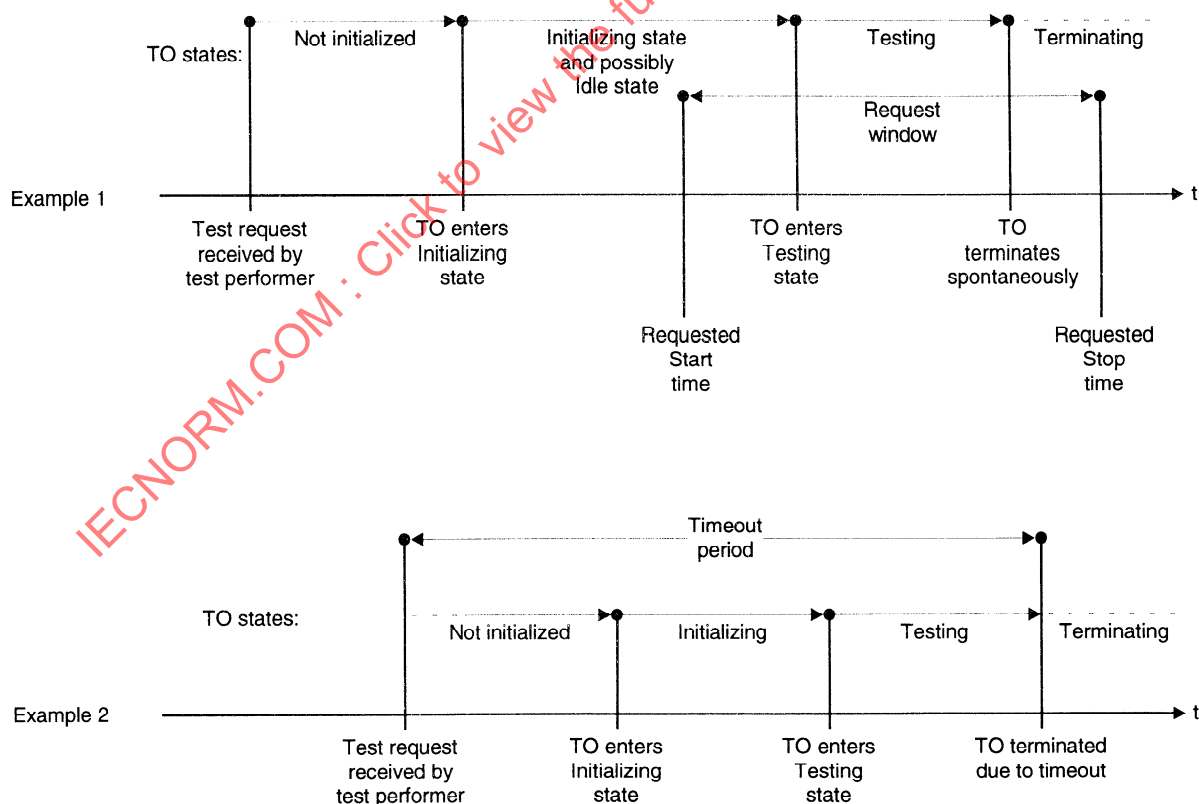 TO states:
Not initialized
Initializing state
and possibly
Idle state
Testing
Terminating
Request
window
Example 1
t
Test request
received by
test performer
TO enters
Initializing
state
TO enters
Testing
state
TO
terminates
spontaneously
Requested
Start
time
Requested
Stop
time
IECNORM.COM : Click to view the fu
Timeout
period
TO states:
Not initialized
Initializing
Testing
Terminating
Example 2
t
Test request
received by
test performer
TO enters
Initializing
state
TO enters
Testing
state
TO terminated
due to timeout